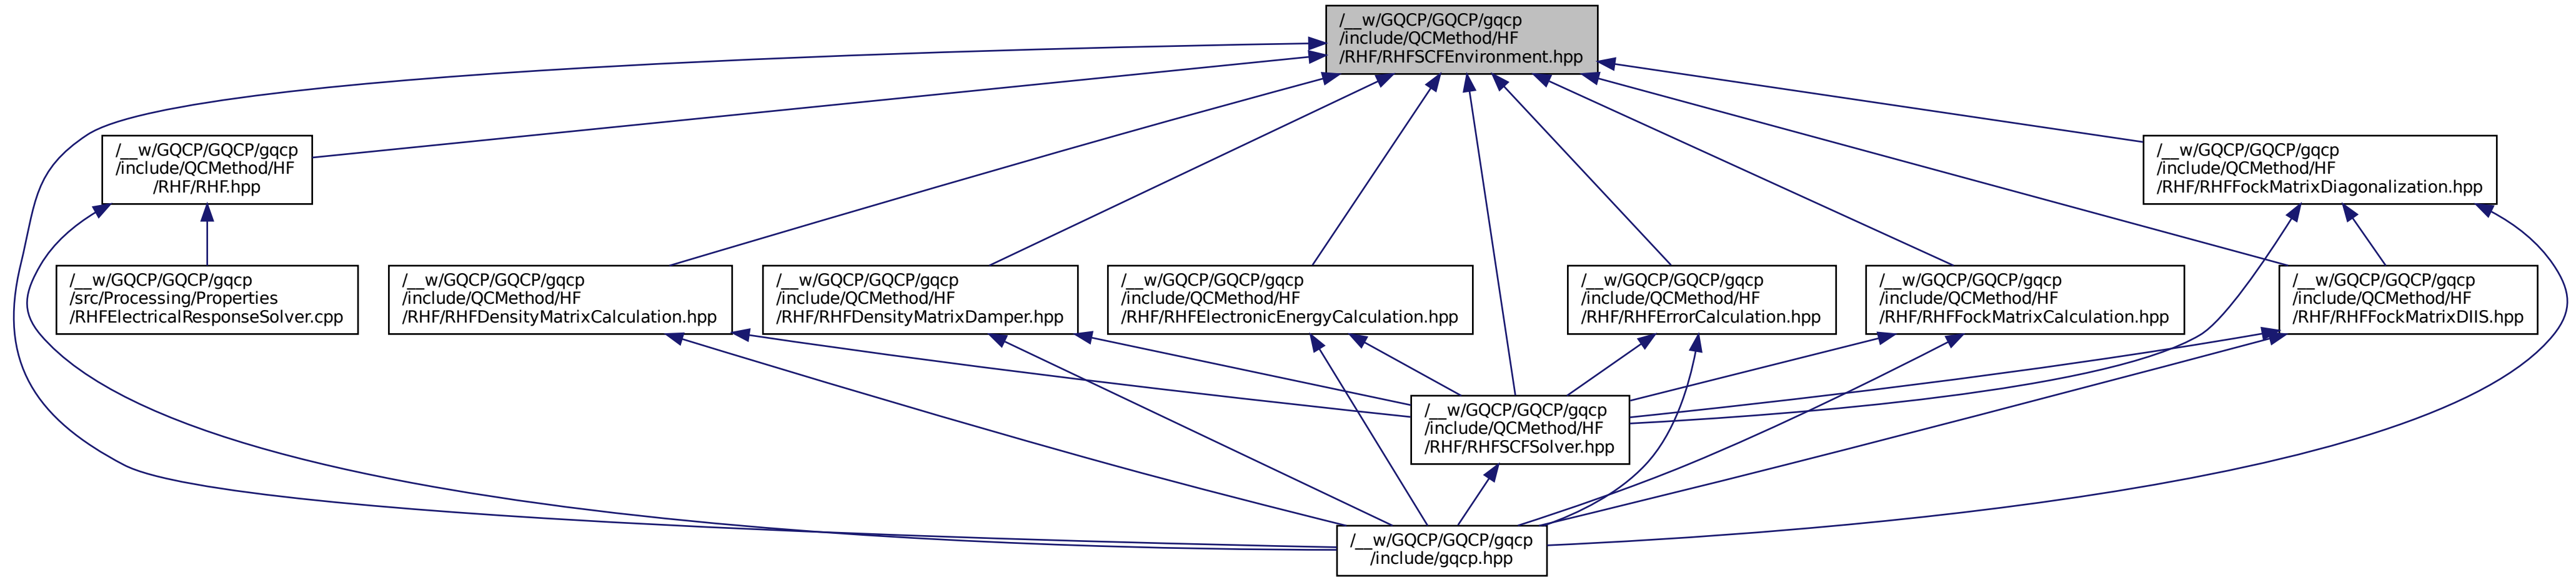 /__w/GQCP/GQCP/gqcp
/include/QCMethod/HF
/RHF/RHFSCFEnvironment.hpp
/__w/GQCP/GQCP/gqcp
/include/QCMethod/HF
/RHF/RHF.hpp
/__w/GQCP/GQCP/gqcp
/include/QCMethod/HF
/RHF/RHFFockMatrixDiagonalization.hpp
/__w/GQCP/GQCP/gqcp
/src/Processing/Properties
/RHFElectricalResponseSolver.cpp
/__w/GQCP/GQCP/gqcp
/include/QCMethod/HF
/RHF/RHFDensityMatrixCalculation.hpp
/__w/GQCP/GQCP/gqcp
/include/QCMethod/HF
/RHF/RHFDensityMatrixDamper.hpp
/__w/GQCP/GQCP/gqcp
/include/QCMethod/HF
/RHF/RHFElectronicEnergyCalculation.hpp
/__w/GQCP/GQCP/gqcp
/include/QCMethod/HF
/RHF/RHFErrorCalculation.hpp
/__w/GQCP/GQCP/gqcp
/include/QCMethod/HF
/RHF/RHFFockMatrixCalculation.hpp
/__w/GQCP/GQCP/gqcp
/include/QCMethod/HF
/RHF/RHFFockMatrixDIIS.hpp
/__w/GQCP/GQCP/gqcp
/include/QCMethod/HF
/RHF/RHFSCFSolver.hpp
/__w/GQCP/GQCP/gqcp
/include/gqcp.hpp